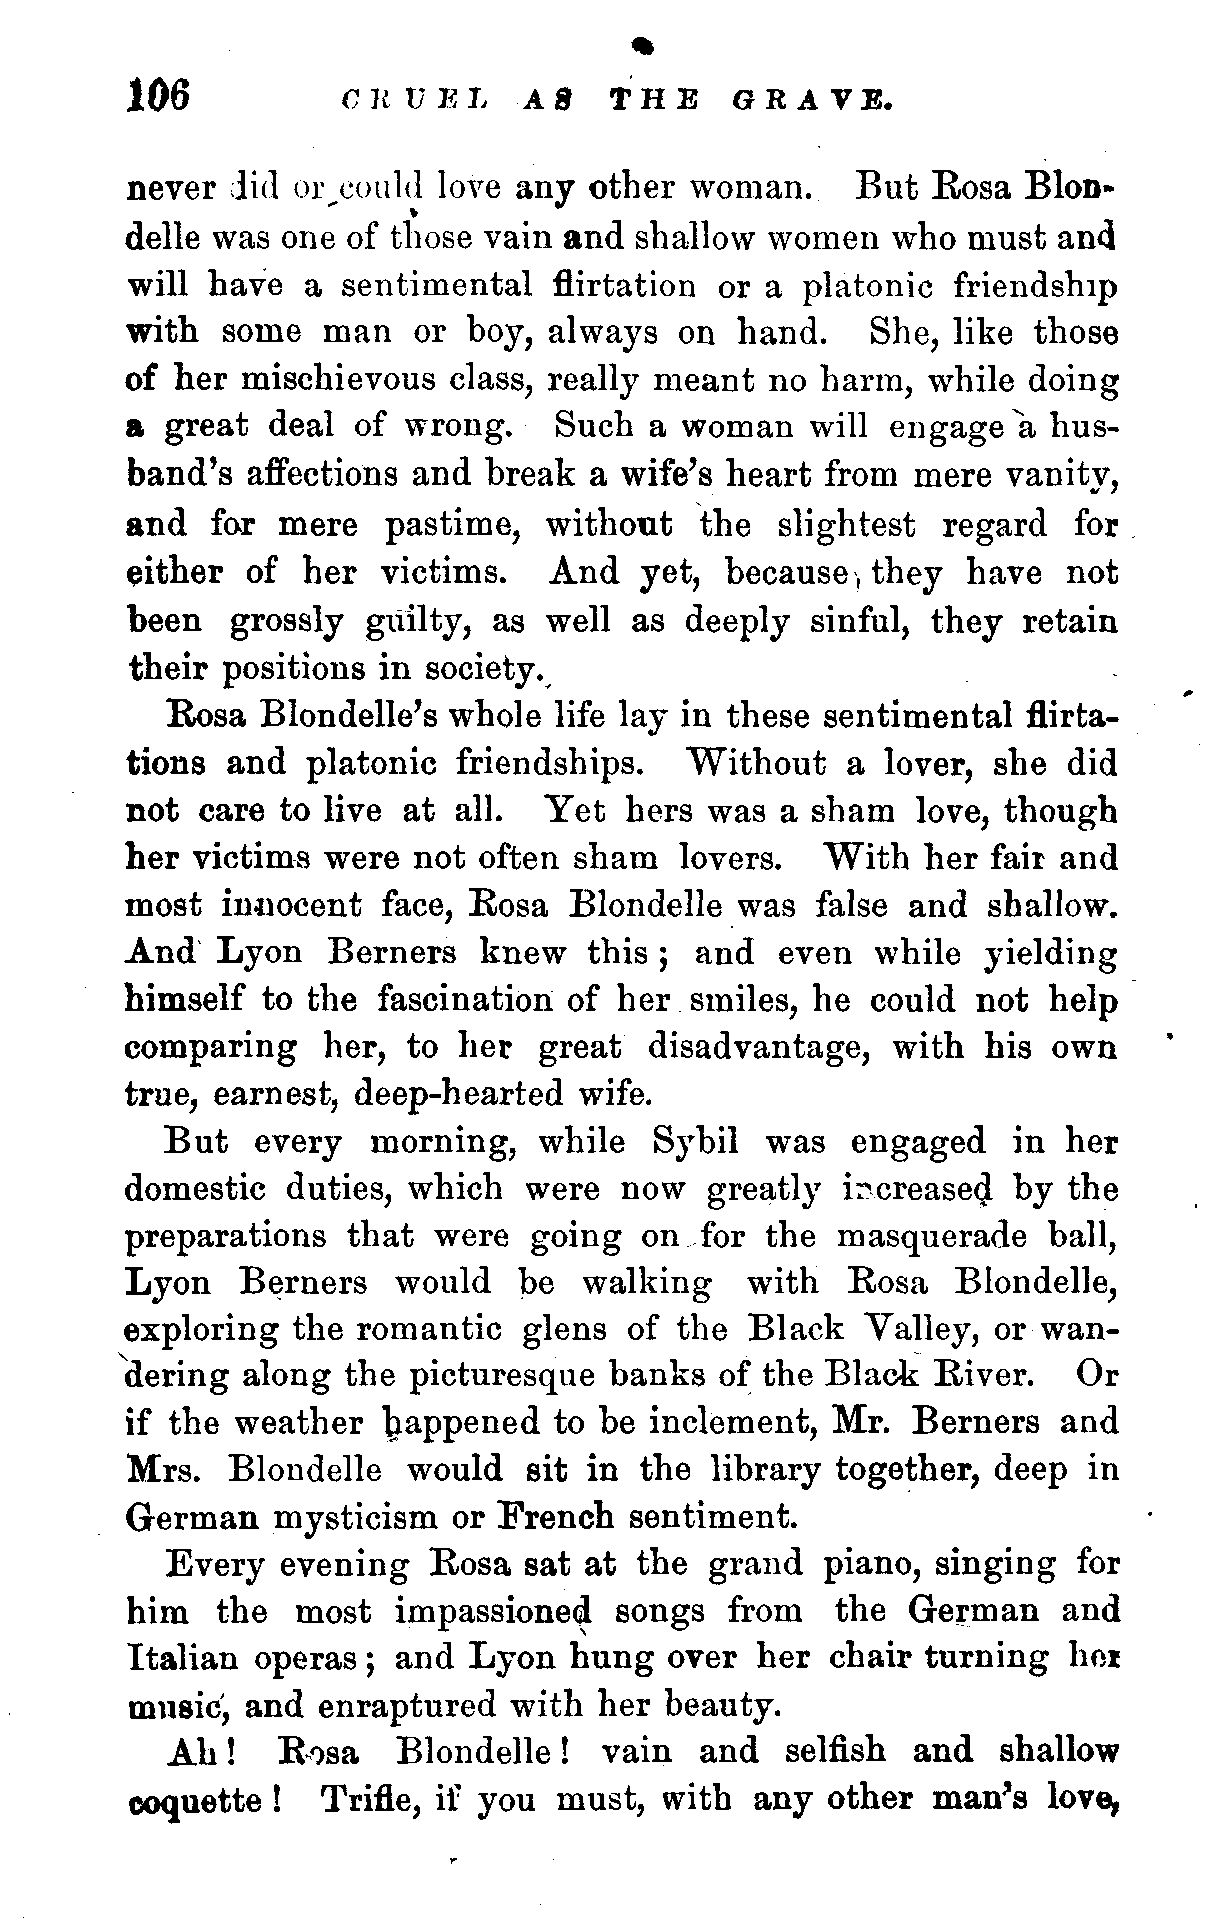 106 CRUEL AS THE GRAVE.
never did or could love any other woman. But Rosa Blon-
delle was one of those vain and shallow women who must and
will have a sentimental flirtation or a platonic friendship
with some man or boy, always on hand. She, like those
of her mischievous class, really meant no harm, while doing
a great deal of wrong. Such a woman will engage a hus-
band's affections and break a wife's heart from mere vanity,
and for mere pastime, without the slightest regard for
either of her victims. And yet, because, they have not
been grossly guilty, as well as deeply sinful, they retain
their positions in society.
Rosa Blondelle's whole life lay in these sentimental flirta-
tions and platonic friendships. Without a lover, she did
not care to live at all. Yet hers was a sham love, though
her victims were not often sham lovers. With her fair and
most innocent face, Rosa Blondelle was false and shallow.
And Lyon Berners knew this; and even while yielding
himself to the fascination of her smiles, he could not help
comparing her, to her great disadvantage, with his own
true, earnest, deep-hearted wife.
But every morning, while Sybil was engaged in her
domestic duties, which were now greatly increased by the
preparations that were going on for the masquerade ball,
Lyon Berners would be walking with Rosa Blondelle,
exploring the romantic glens of the Black Valley, or wan-
dering along the picturesque banks of the Black River. Or
if the weather happened to be inclement, Mr. Berners and
Mrs. Blondelle would sit in the library together, deep in
German mysticism or French sentiment.
Every evening Rosa sat at the grand piano, singing for
him the most impassioned songs from the German and
Italian operas; and Lyon hung over her chair turning her
music, and enraptured with her beauty.
Ah! Rosa Blondelle! vain and selfish and shallow
coquette! Trifle, if you must, with any other man's love,